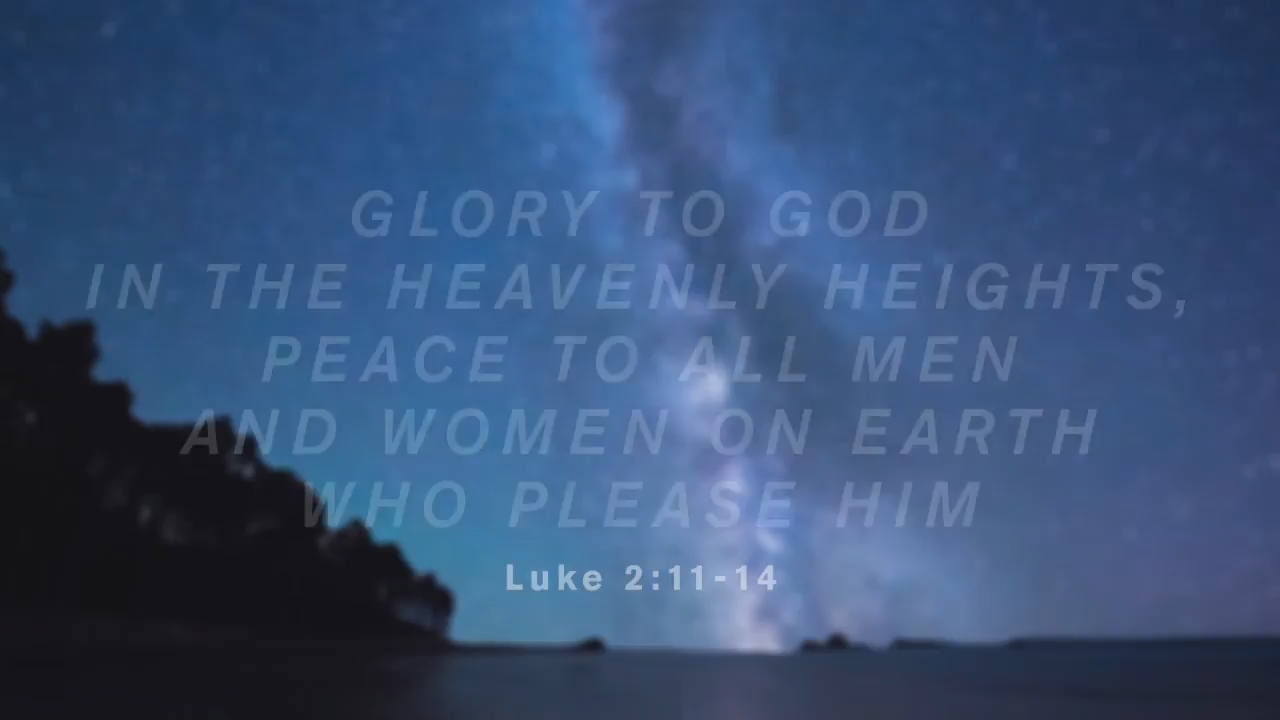 GLORY TO GOD
IN THE HEAVENLY HEIGHTS,
PEACE TO ALL MEN
AND WOMEN ON EARTH
WHO PLEASE HIM
Luke 2:11-14